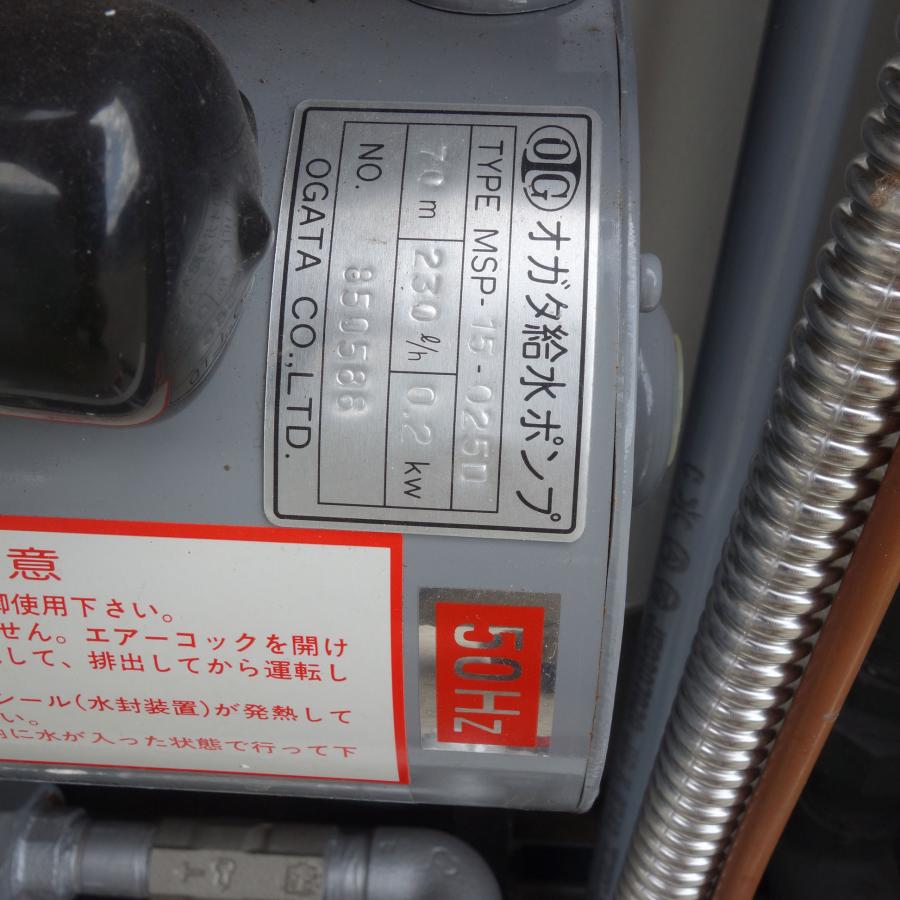 OG オガタ給水ポンプ
TYPE MSP-15-025D
70 m 230 ℓ/h 0.2 kw
NO. 850588
OGATA CO.,LTD.
意
使用下さい。
せん。エアーコックを開け
して、排出してから運転し
シール(水封装置)が発熱して
い。
に水が入った状態で行って下
50Hz